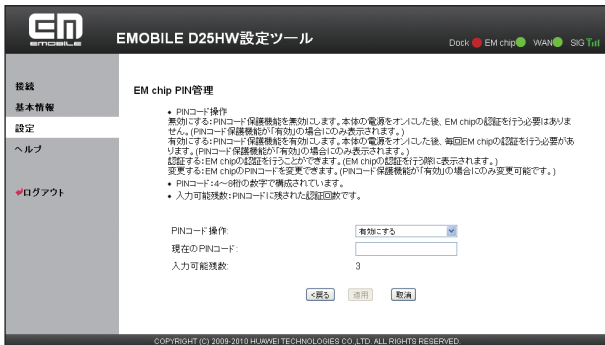 EM
EMOBILE
EMOBILE D25HW設定ツール
Dock EM chip WAN SIG
接続
基本情報
設定
ヘルプ
ログアウト
EM chip PIN管理
• PINコード操作
無効にする:PINコード保護機能を無効にします。本体の電源をオンにした後、EM chipの認証を行う必要はありま
せん。(PINコード保護機能が「有効」の場合にのみ表示されます。)
有効にする:PINコード保護機能を有効にします。本体の電源をオンにした後、毎回EM chipの認証を行う必要があ
ります。(PINコード保護機能が「無効」の場合にのみ表示されます。)
認証する:EM chipの認証を行うことができます。(EM chipの認証を行う際に表示されます。)
変更する:EM chipのPINコードを変更できます。(PINコード保護機能が「有効」の場合にのみ変更可能です。)
• PINコード:4～8桁の数字で構成されています。
• 入力可能残数:PINコードに残された認証回数です。
PINコード操作: 有効にする
現在のPINコード:
入力可能残数: 3
<戻る 適用 取消
COPYRIGHT (C) 2009-2010 HUAWEI TECHNOLOGIES CO.,LTD. ALL RIGHTS RESERVED.